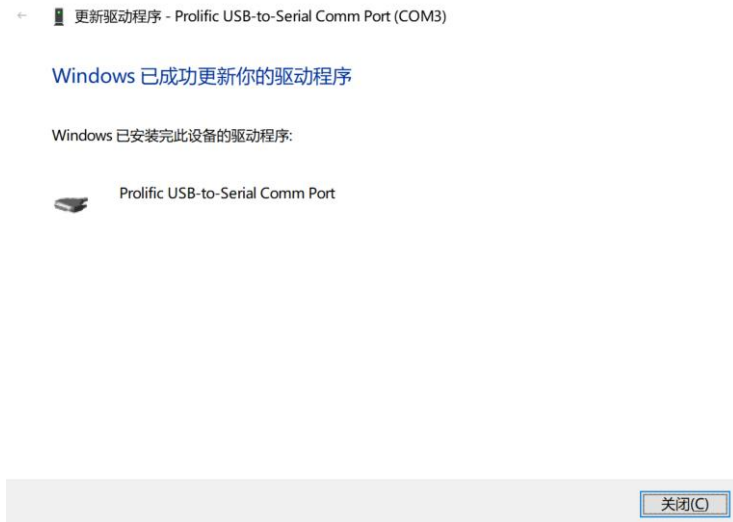 更新驱动程序 - Prolific USB-to-Serial Comm Port (COM3)
Windows 已成功更新你的驱动程序
Windows 已安装完此设备的驱动程序:
Prolific USB-to-Serial Comm Port
关闭(C)